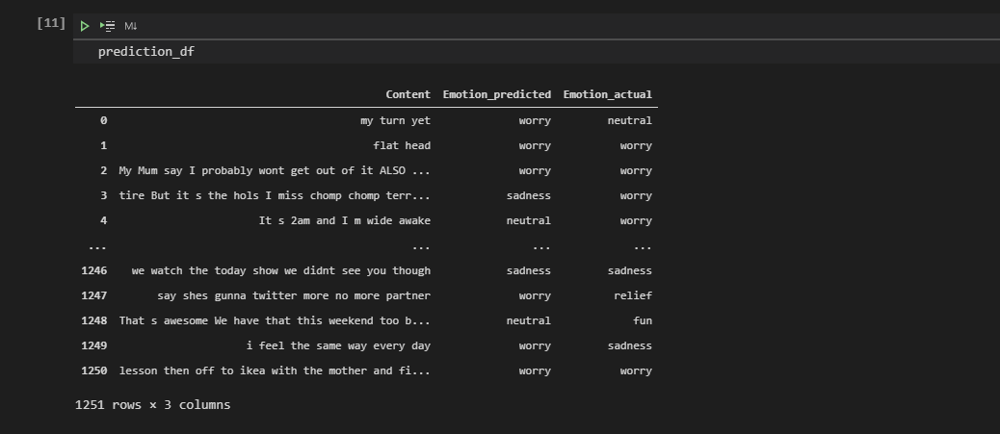 [11] M↓
prediction_df
Content Emotion_predicted Emotion_actual
0 my turn yet worry neutral
1 flat head worry worry
2 My Mum say I probably wont get out of it ALSO ... worry worry
3 tire But it s the hols I miss chomp chomp terr... sadness worry
4 It s 2am and I m wide awake neutral worry
... ... ... ...
1246 we watch the today show we didnt see you though sadness sadness
1247 say shes gunna twitter more no more partner worry relief
1248 That s awesome We have that this weekend too b... neutral fun
1249 i feel the same way every day worry sadness
1250 lesson then off to ikea with the mother and fi... worry worry
1251 rows × 3 columns